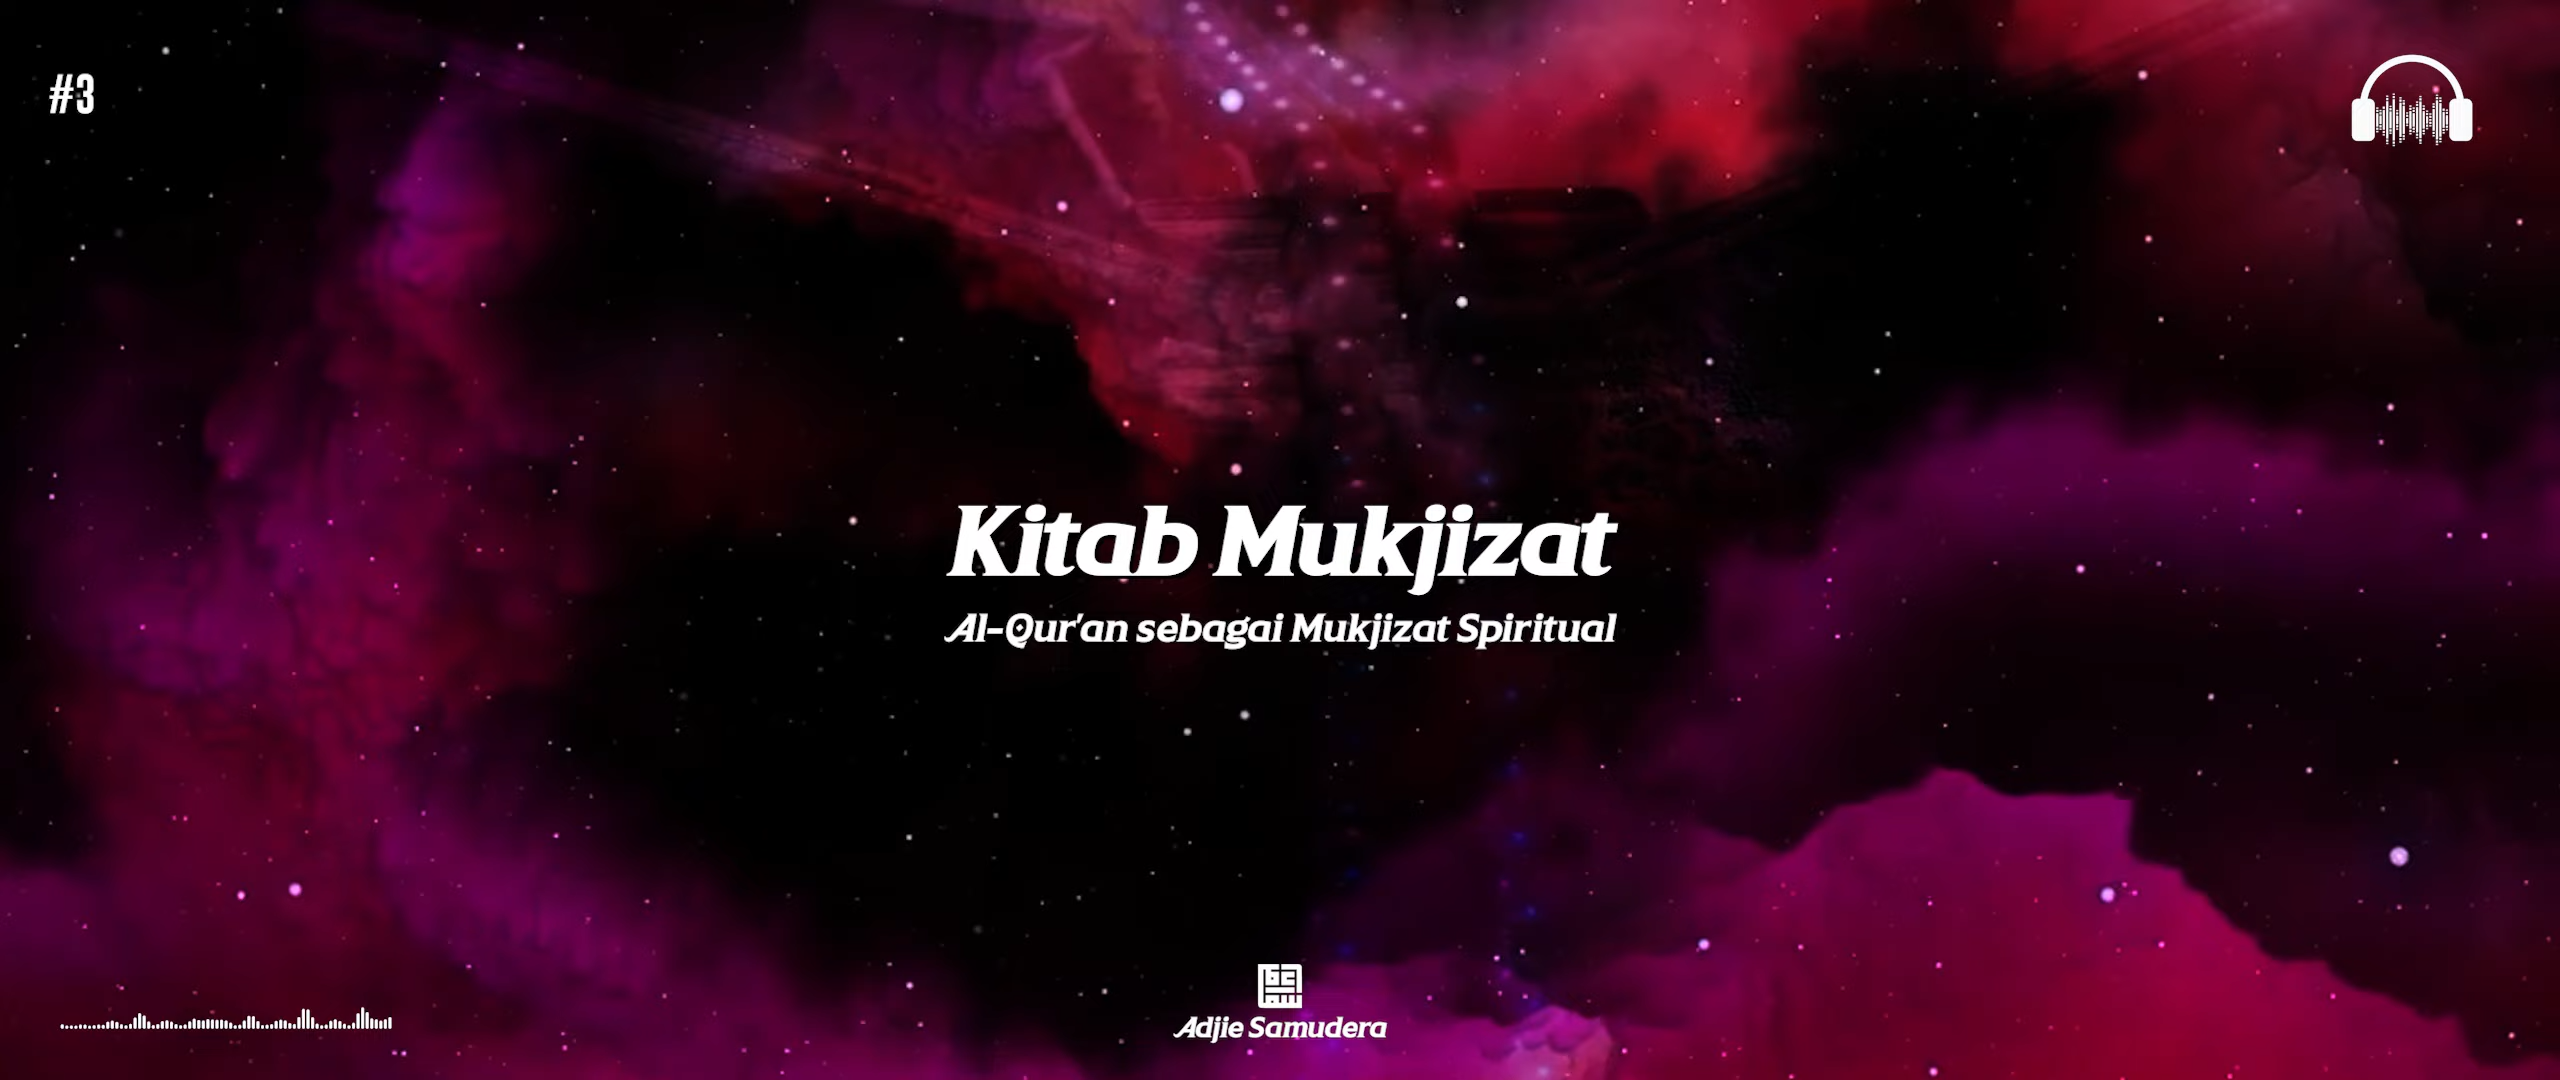 #3
Kitab Mukjizat
Al-Qur'an sebagai Mukjizat Spiritual
Adjie Samudera